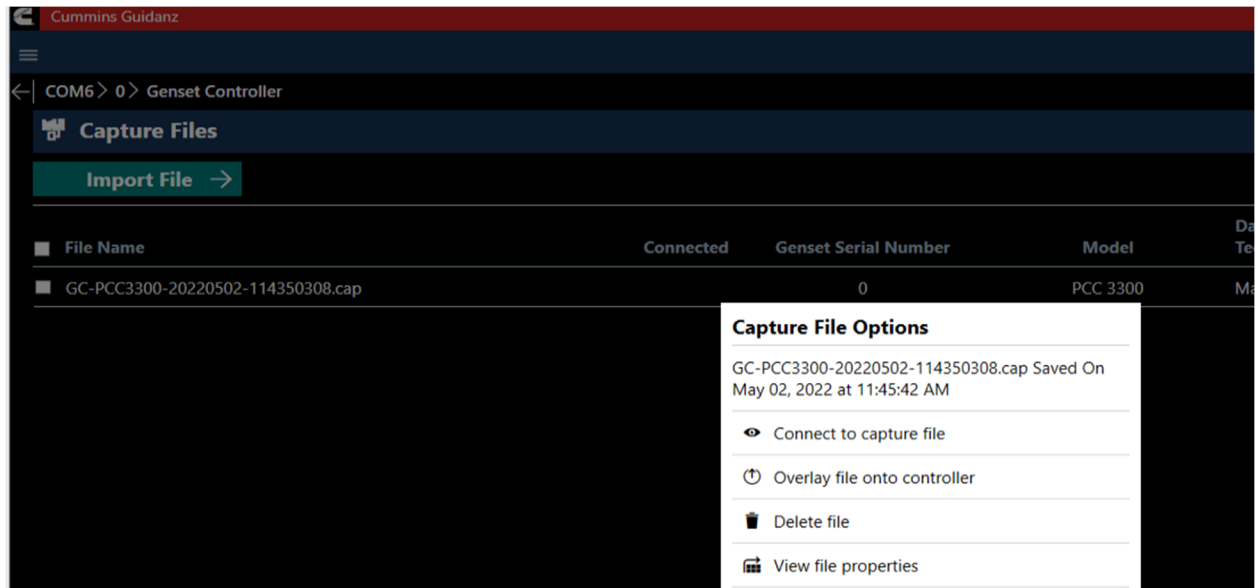 Cummins Guidanz
COM6 > 0 > Genset Controller
Capture Files
Import File →
File Name Connected Genset Serial Number Model
GC-PCC3300-20220502-114350308.cap 0 PCC 3300
Capture File Options
GC-PCC3300-20220502-114350308.cap Saved On
May 02, 2022 at 11:45:42 AM
Connect to capture file
Overlay file onto controller
Delete file
View file properties